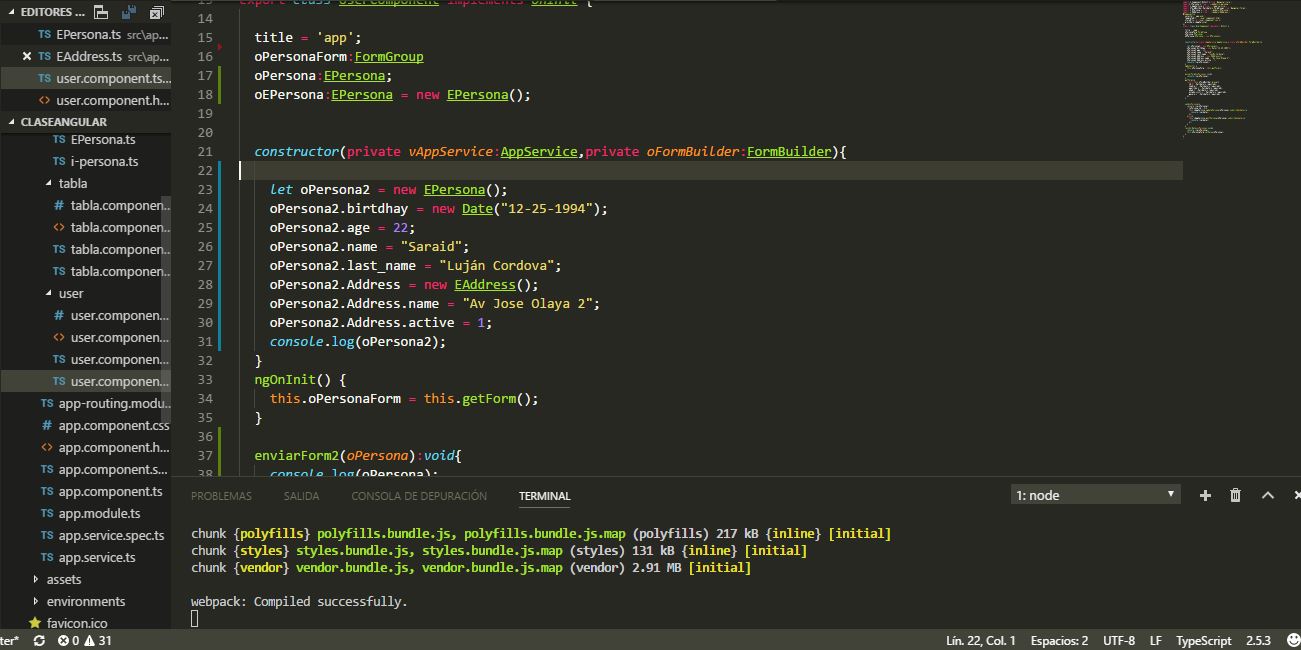 EDITORES ...
TS EPersona.ts src\ap...
TS EAddress.ts src\ap...
TS user.component.ts...
<> user.component.h...
CLASEANGULAR
TS EPersona.ts
TS i-persona.ts
tabla
# tabla.componen...
<> tabla.componen...
TS tabla.componen...
TS tabla.componen...
user
# user.componen...
<> user.componen...
TS user.componen...
TS user.componen...
TS app-routing.modu...
# app.component.css
<> app.component.h...
TS app.component.s...
TS app.component.ts
TS app.module.ts
TS app.service.spec.ts
TS app.service.ts
assets
environments
favicon.ico
13 export class UserComponent implements OnInit {
14
15 title = 'app';
16 oPersonaForm:FormGroup
17 oPersona:EPersona;
18 oEPersona:EPersona = new EPersona();
19
20
21 constructor(private vAppService:AppService,private oFormBuilder:FormBuilder){
22
23 let oPersona2 = new EPersona();
24 oPersona2.birtdhay = new Date("12-25-1994");
25 oPersona2.age = 22;
26 oPersona2.name = "Saraid";
27 oPersona2.last_name = "Luján Cordova";
28 oPersona2.Address = new EAddress();
29 oPersona2.Address.name = "Av Jose Olaya 2";
30 oPersona2.Address.active = 1;
31 console.log(oPersona2);
32 }
33 ngOnInit() {
34 this.oPersonaForm = this.getForm();
35 }
36
37 enviarForm2(oPersona):void{
38 console.log(oPersona);
PROBLEMAS SALIDA CONSOLA DE DEPURACIÓN TERMINAL 1: node
chunk {polyfills} polyfills.bundle.js, polyfills.bundle.js.map (polyfills) 217 kB {inline} [initial]
chunk {styles} styles.bundle.js, styles.bundle.js.map (styles) 131 kB {inline} [initial]
chunk {vendor} vendor.bundle.js, vendor.bundle.js.map (vendor) 2.91 MB [initial]
webpack: Compiled successfully.
ter* 0 31 Lín. 22, Col. 1 Espacios: 2 UTF-8 LF TypeScript 2.5.3